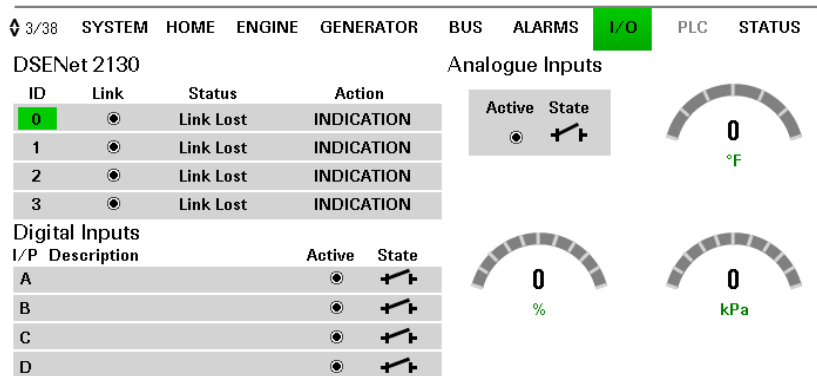 3/38 SYSTEM HOME ENGINE GENERATOR BUS ALARMS I/O PLC STATUS
DSENet 2130
ID Link Status Action
0 Link Lost INDICATION
1 Link Lost INDICATION
2 Link Lost INDICATION
3 Link Lost INDICATION
Digital Inputs
I/P Description Active State
A
B
C
D
Analogue Inputs
Active State
0
°F
0
%
0
kPa